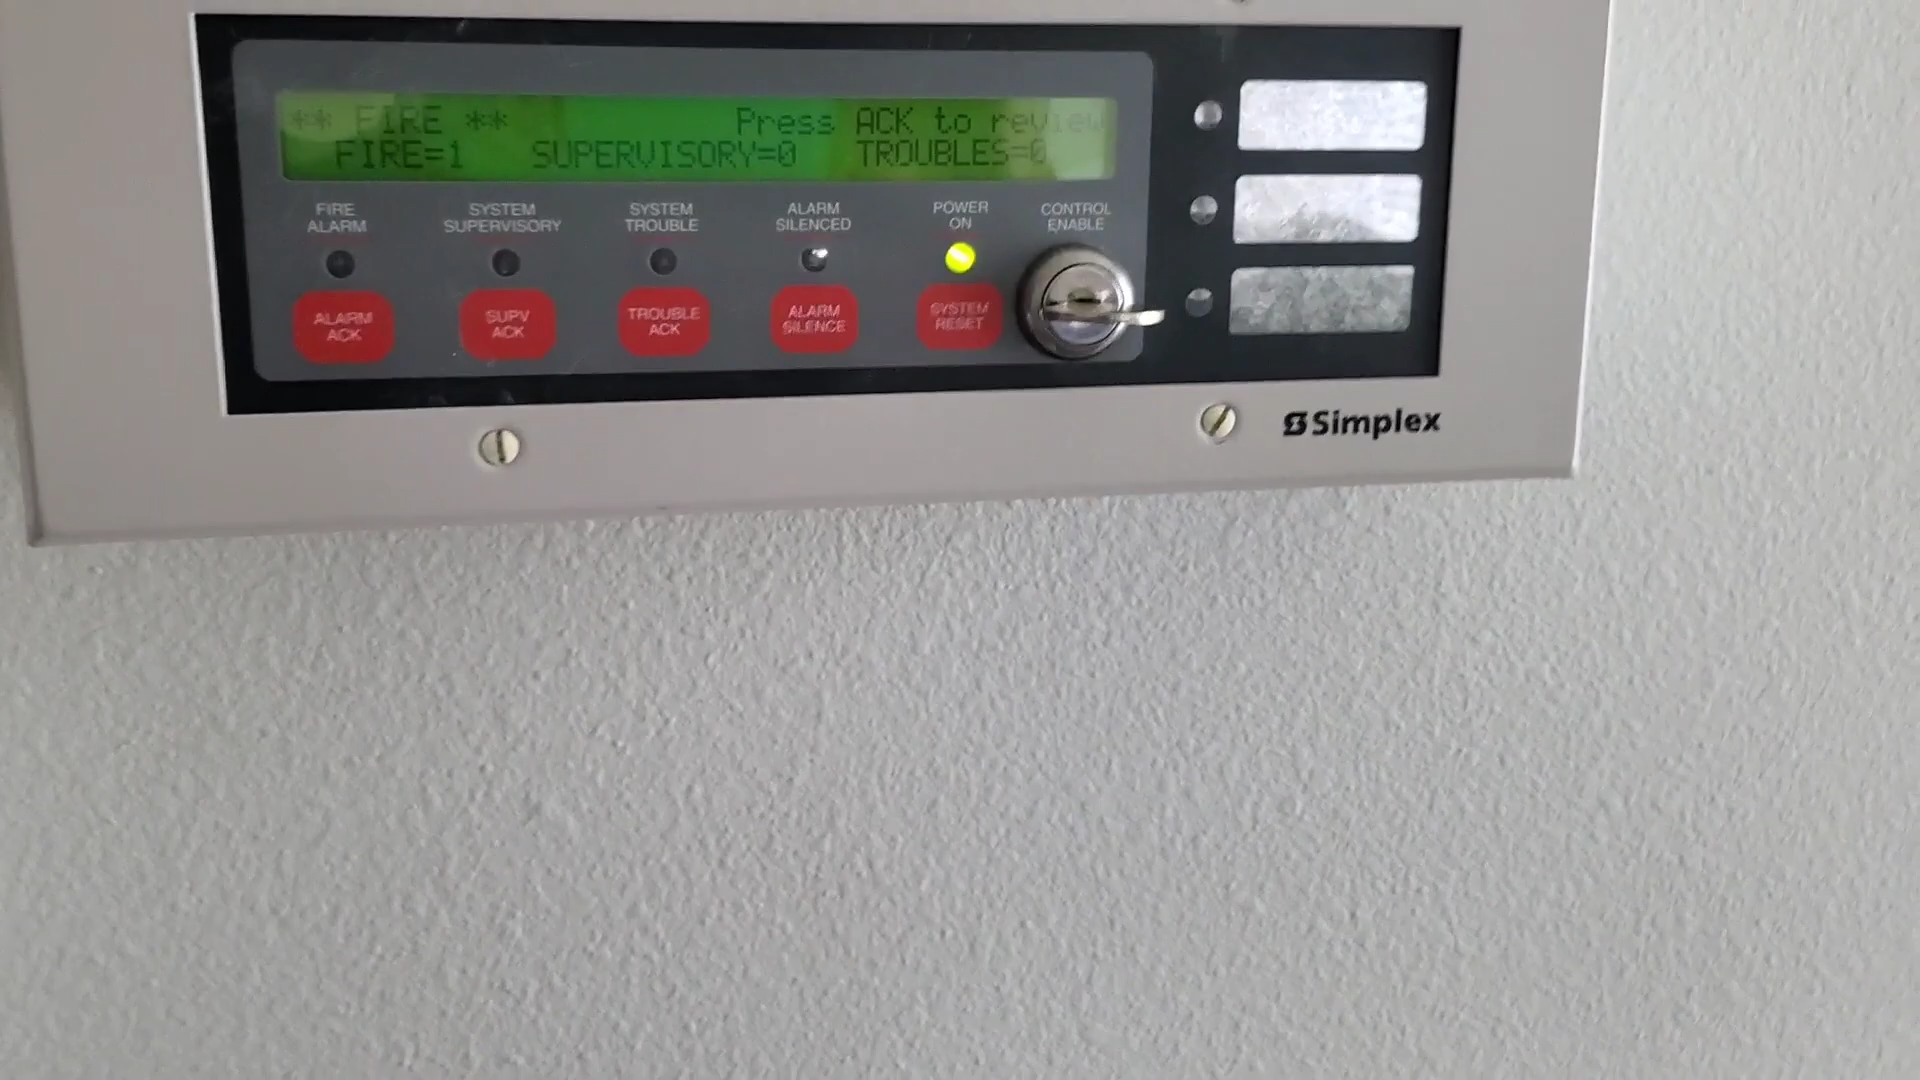 ** FIRE ** Press ACK to review
FIRE=1 SUPERVISORY=0 TROUBLES=0
FIRE ALARM
SYSTEM SUPERVISORY
SYSTEM TROUBLE
ALARM SILENCED
POWER ON
CONTROL ENABLE
ALARM ACK
SUPV ACK
TROUBLE ACK
ALARM SILENCE
SYSTEM RESET
Simplex